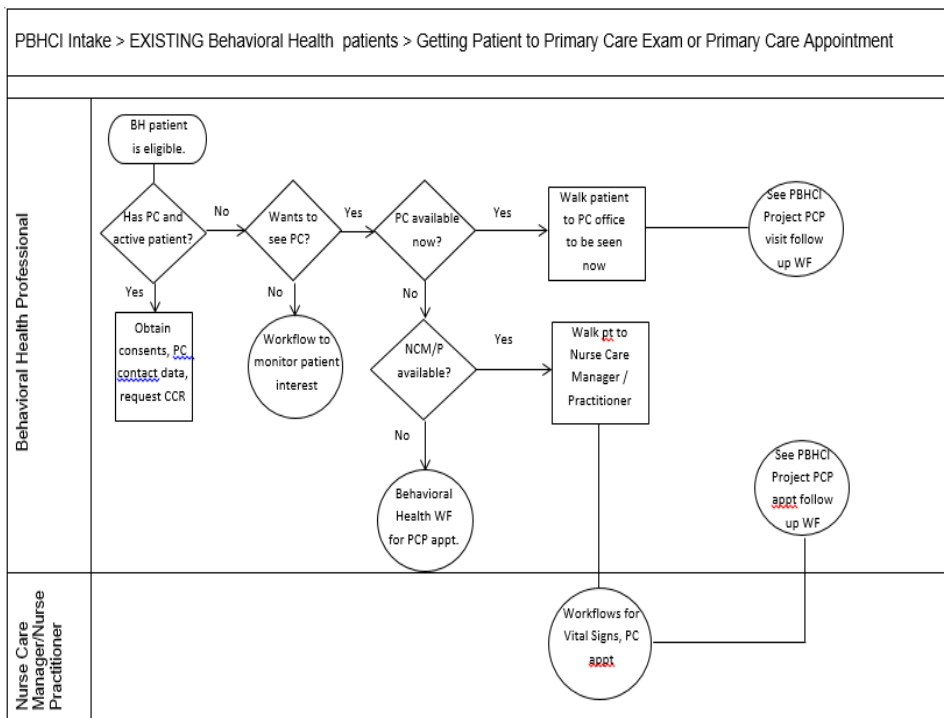 PBHCI Intake > EXISTING Behavioral Health patients > Getting Patient to Primary Care Exam or Primary Care Appointment
Behavioral Health Professional
BH patient
is eligible.
Has PC and
active patient?
No
Wants to
see PC?
Yes
PC available
now?
Yes
Walk patient
to PC office
to be seen
now
See PBHCI
Project PCP
visit follow
up WF
Yes
Obtain
consents, PC
contact data,
request CCR
No
Workflow to
monitor patient
interest
No
NCM/P
available?
Yes
Walk pt to
Nurse Care
Manager /
Practitioner
No
Behavioral
Health WF
for PCP appt.
See PBHCI
Project PCP
appt follow
up WF
Nurse Care
Manager/Nurse
Practitioner
Workflows for
Vital Signs, PC
appt